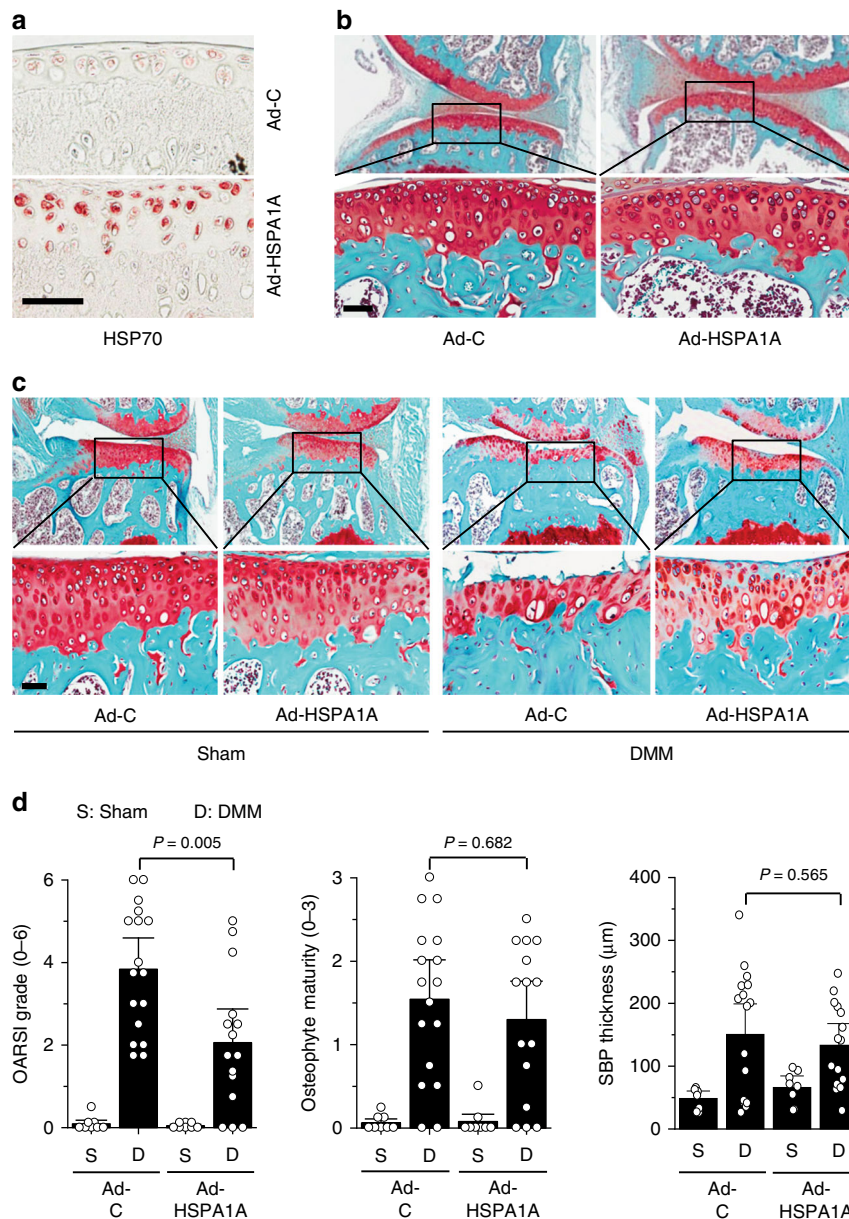 a
Ad-C
Ad-HSPA1A
HSP70
b
Ad-C
Ad-HSPA1A
c
Ad-C
Ad-HSPA1A
Ad-C
Ad-HSPA1A
Sham
DMM
d
S: Sham
D: DMM
P = 0.005
OARSI grade (0–6)
6
4
2
0
S
D
S
D
Ad-
C
Ad-
HSPA1A
P = 0.682
Osteophyte maturity (0–3)
3
2
1
0
S
D
S
D
Ad-
C
Ad-
HSPA1A
P = 0.565
SBP thickness (μm)
400
300
200
100
0
S
D
S
D
Ad-
C
Ad-
HSPA1A